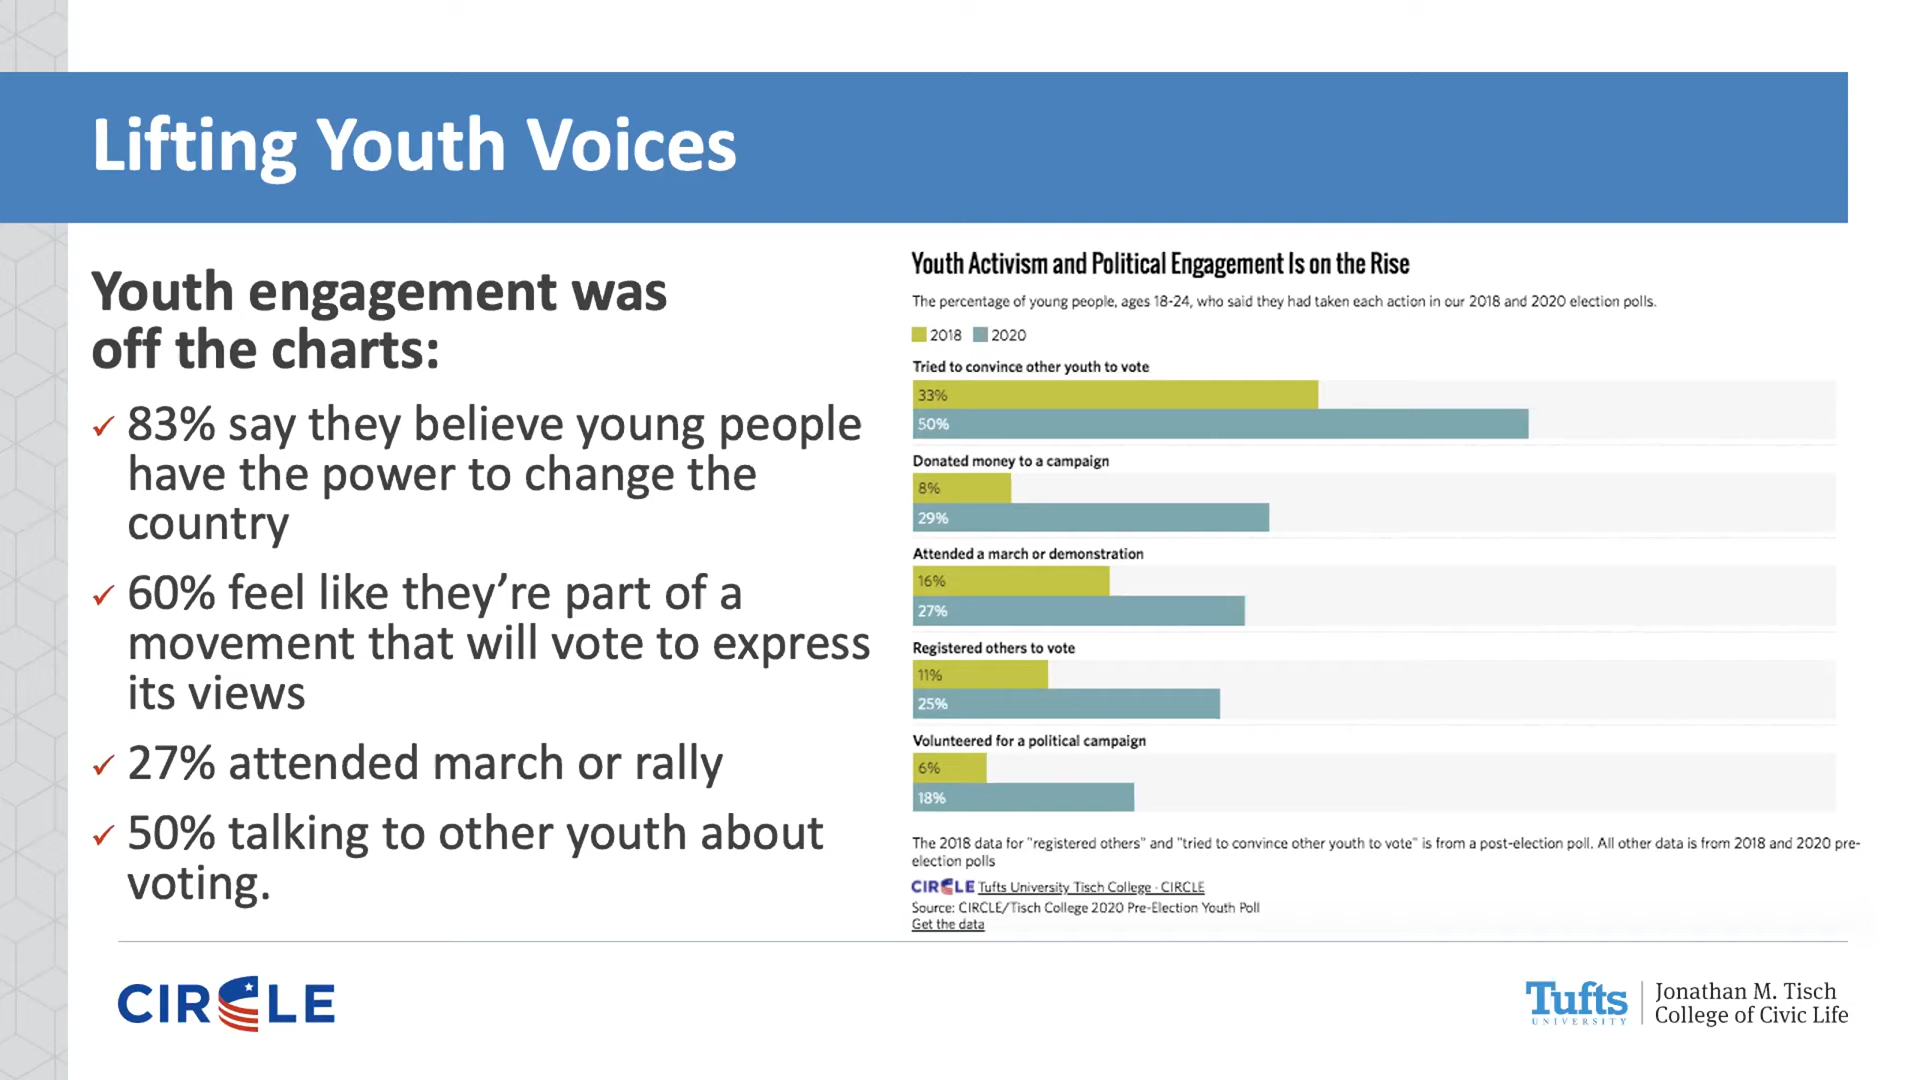 Lifting Youth Voices
Youth engagement was
off the charts:
✓ 83% say they believe young people
have the power to change the
country
✓ 60% feel like they’re part of a
movement that will vote to express
its views
✓ 27% attended march or rally
✓ 50% talking to other youth about
voting.
Youth Activism and Political Engagement Is on the Rise
The percentage of young people, ages 18-24, who said they had taken each action in our 2018 and 2020 election polls.
2018 2020
Tried to convince other youth to vote
33%
50%
Donated money to a campaign
8%
29%
Attended a march or demonstration
16%
27%
Registered others to vote
11%
25%
Volunteered for a political campaign
6%
18%
The 2018 data for "registered others" and "tried to convince other youth to vote" is from a post-election poll. All other data is from 2018 and 2020 pre-
election polls
CIRCLE Tufts University Tisch College · CIRCLE
Source: CIRCLE/Tisch College 2020 Pre-Election Youth Poll
Get the data
CIRCLE
Tufts
UNIVERSITY
Jonathan M. Tisch
College of Civic Life